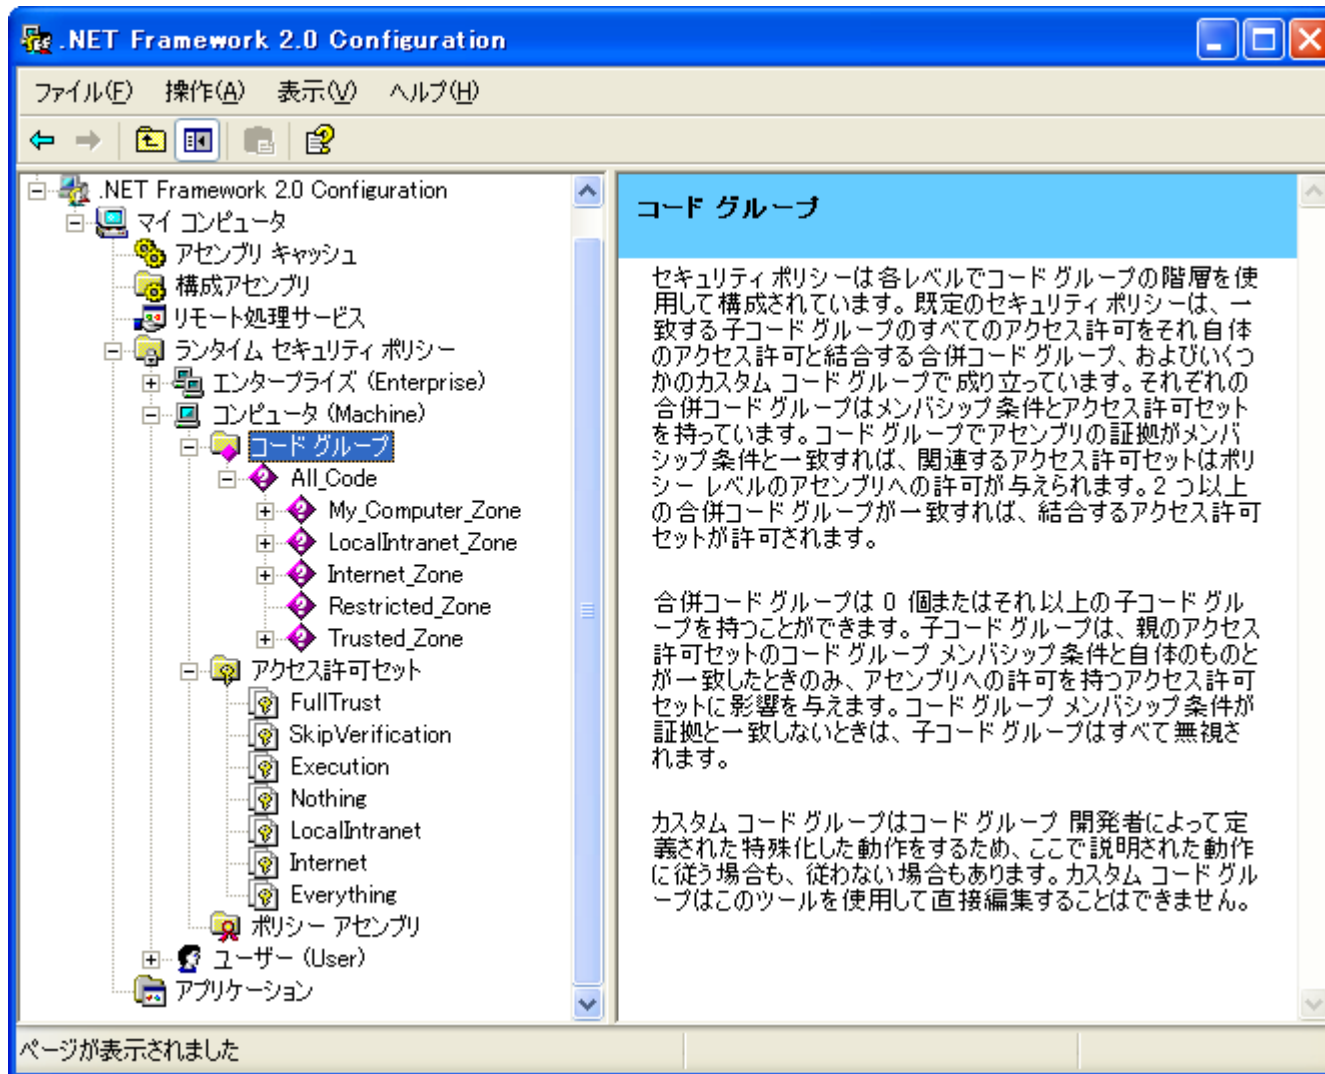 .NET Framework 2.0 Configuration
ファイル(F) 操作(A) 表示(V) ヘルプ(H)
.NET Framework 2.0 Configuration
マイ コンピュータ
アセンブリ キャッシュ
構成アセンブリ
リモート処理サービス
ランタイム セキュリティ ポリシー
エンタープライズ (Enterprise)
コンピュータ (Machine)
コード グループ
All_Code
My_Computer_Zone
LocalIntranet_Zone
Internet_Zone
Restricted_Zone
Trusted_Zone
アクセス許可セット
FullTrust
SkipVerification
Execution
Nothing
LocalIntranet
Internet
Everything
ポリシー アセンブリ
ユーザー (User)
アプリケーション
コード グループ
セキュリティ ポリシーは各レベルでコード グループの階層を使
用して構成されています。既定のセキュリティ ポリシーは、一
致する子コード グループのすべてのアクセス許可をそれ自体
のアクセス許可と結合する合併コード グループ、およびいくつ
かのカスタム コード グループで成り立っています。それぞれの
合併コード グループはメンバシップ条件とアクセス許可セット
を持っています。コード グループでアセンブリの証拠がメンバ
シップ条件と一致すれば、関連するアクセス許可セットはポリ
シー レベルのアセンブリへの許可が与えられます。2 つ以上
の合併コード グループが一致すれば、結合するアクセス許可
セットが許可されます。
合併コード グループは 0 個またはそれ以上の子コード グル
ープを持つことができます。子コード グループは、親のアクセス
許可セットのコード グループ メンバシップ条件と自体のものと
が一致したときのみ、アセンブリへの許可を持つアクセス許可
セットに影響を与えます。コード グループ メンバシップ条件が
証拠と一致しないときは、子コード グループはすべて無視さ
れます。
カスタム コード グループはコード グループ 開発者によって定
義された特殊化した動作をするため、ここで説明された動作
に従う場合も、従わない場合もあります。カスタム コード グル
ープはこのツールを使用して直接編集することはできません。
ページが表示されました